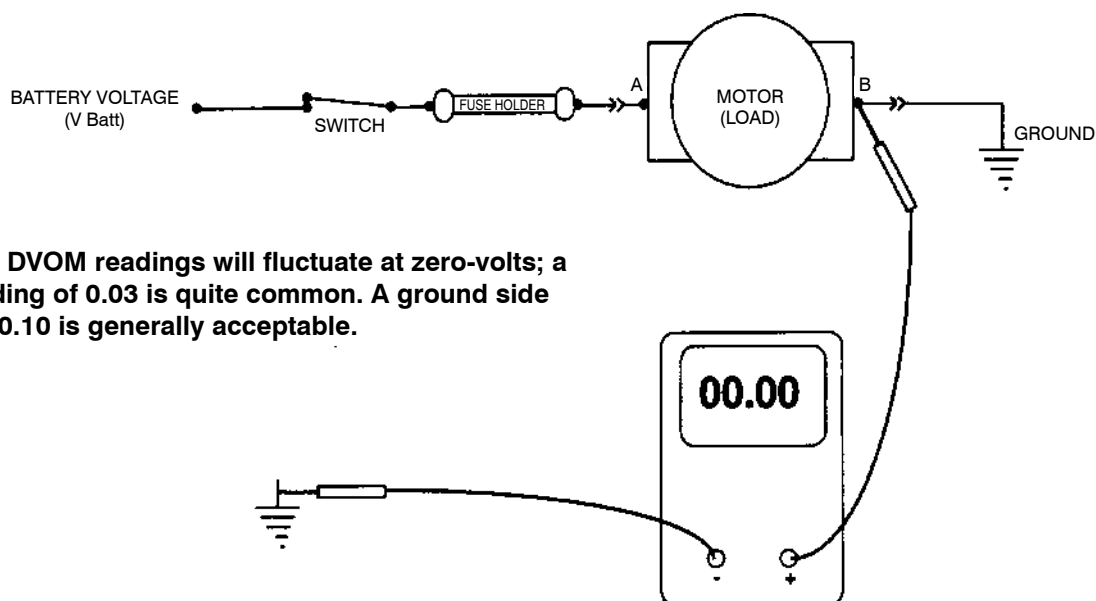 BATTERY VOLTAGE
(V Batt)
SWITCH
FUSE HOLDER
A
MOTOR
(LOAD)
B
GROUND
DVOM readings will fluctuate at zero-volts; a
ding of 0.03 is quite common. A ground side
0.10 is generally acceptable.
00.00
-
+